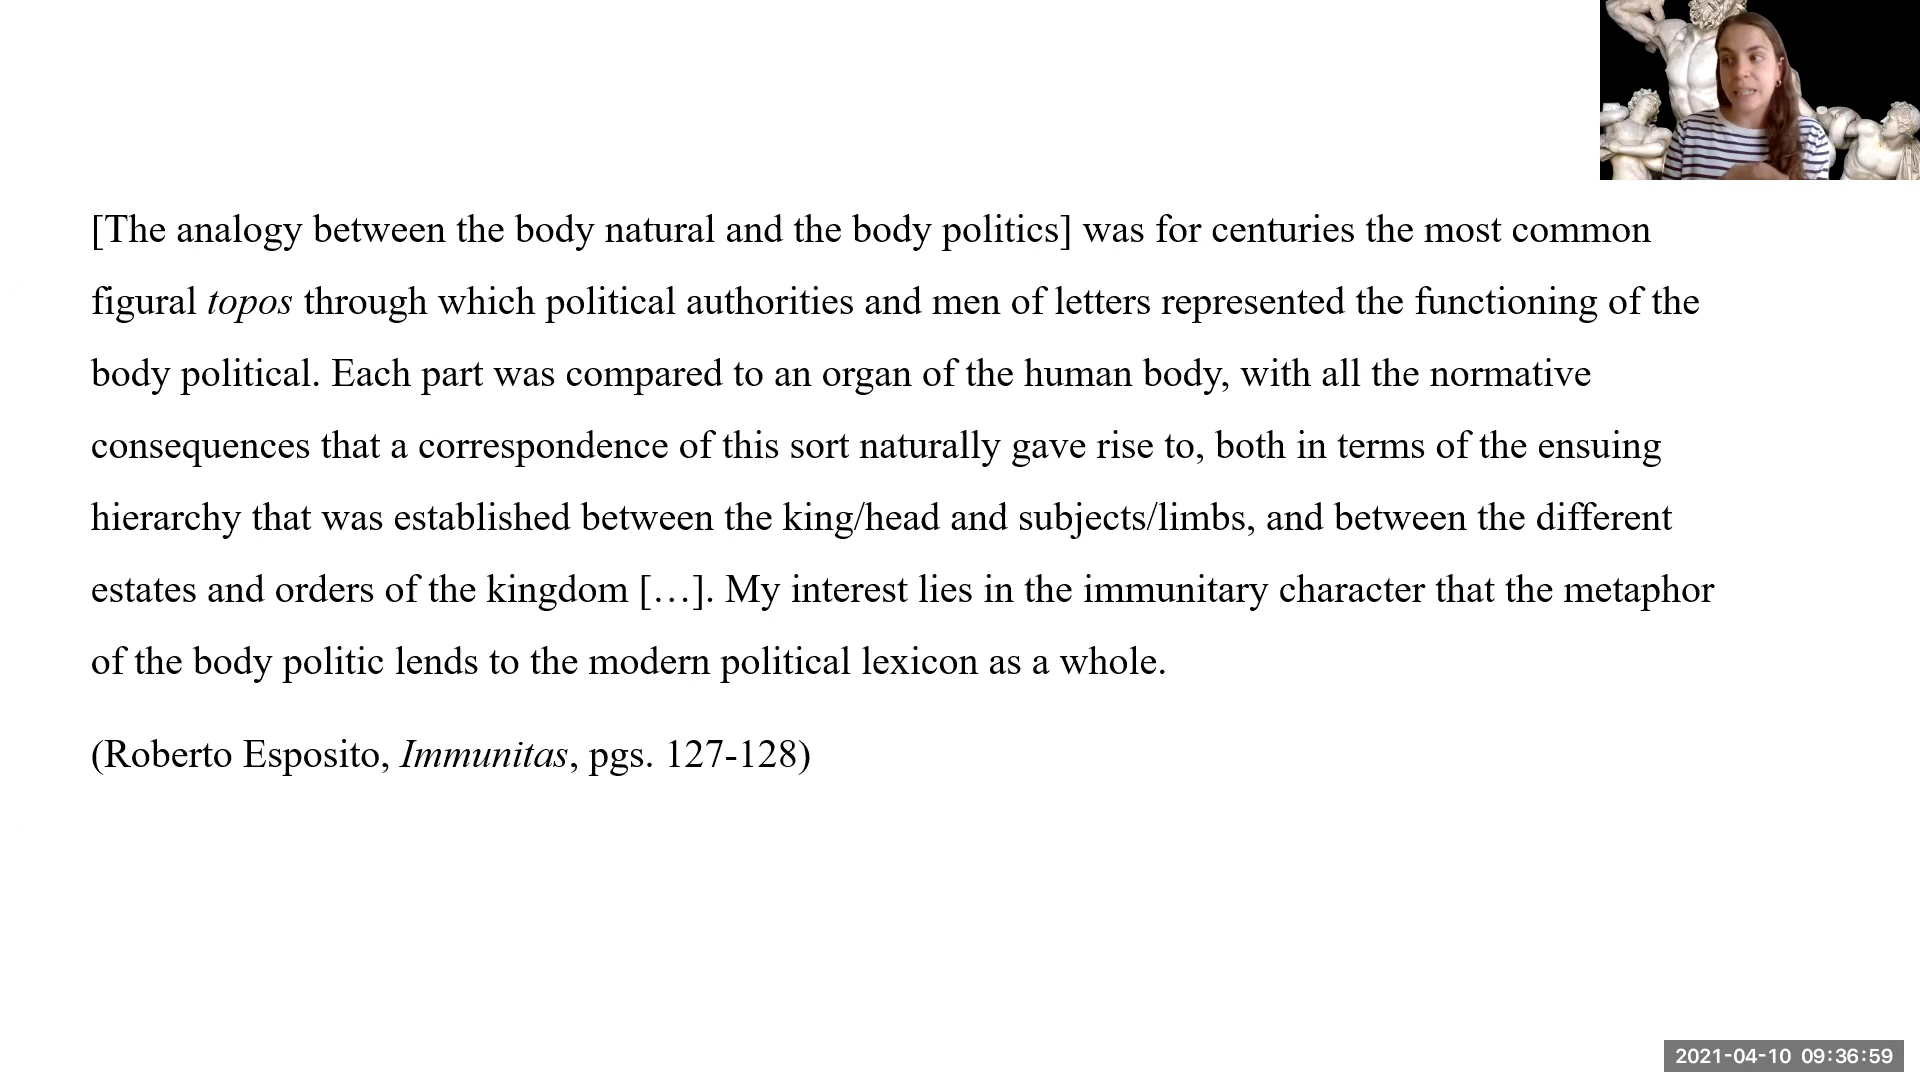 [The analogy between the body natural and the body politics] was for centuries the most common
figural topos through which political authorities and men of letters represented the functioning of the
body political. Each part was compared to an organ of the human body, with all the normative
consequences that a correspondence of this sort naturally gave rise to, both in terms of the ensuing
hierarchy that was established between the king/head and subjects/limbs, and between the different
estates and orders of the kingdom […]. My interest lies in the immunitary character that the metaphor
of the body politic lends to the modern political lexicon as a whole.
(Roberto Esposito, Immunitas, pgs. 127-128)
2021-04-10 09:36:59